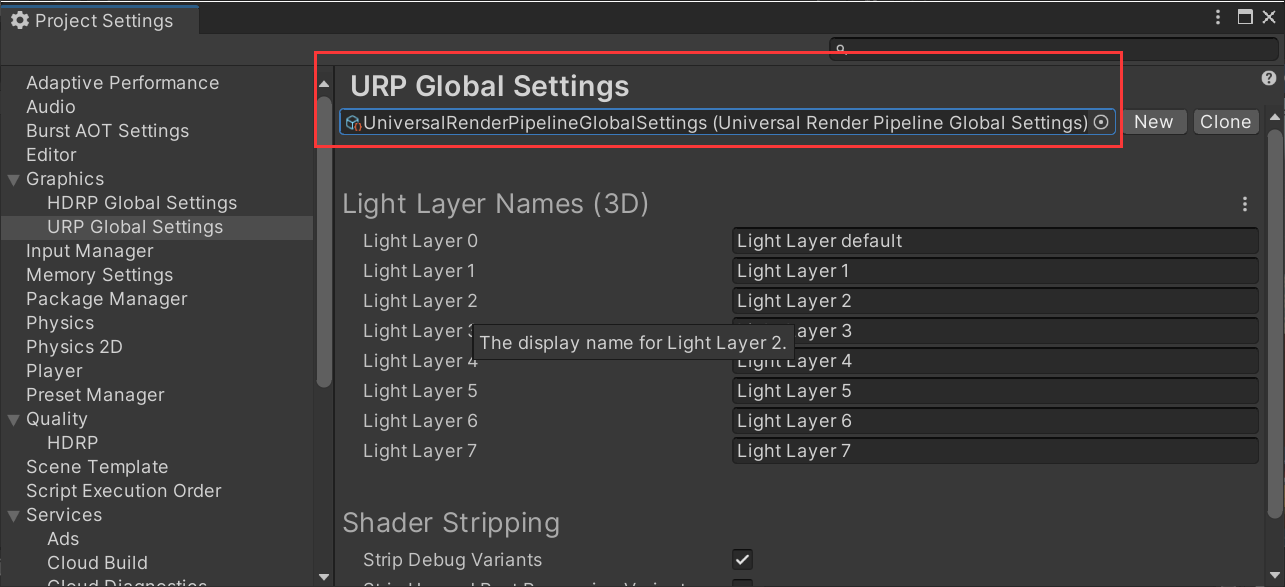 Project Settings
Adaptive Performance
Audio
Burst AOT Settings
Editor
Graphics
HDRP Global Settings
URP Global Settings
Input Manager
Memory Settings
Package Manager
Physics
Physics 2D
Player
Preset Manager
Quality
HDRP
Scene Template
Script Execution Order
Services
Ads
Cloud Build
Cloud Diagnostics
URP Global Settings
UniversalRenderPipelineGlobalSettings (Universal Render Pipeline Global Settings)
New
Clone
Light Layer Names (3D)
Light Layer 0 Light Layer default
Light Layer 1 Light Layer 1
Light Layer 2 Light Layer 2
Light Layer 3 ayer 3
The display name for Light Layer 2.
Light Layer 4 Light Layer 4
Light Layer 5 Light Layer 5
Light Layer 6 Light Layer 6
Light Layer 7 Light Layer 7
Shader Stripping
Strip Debug Variants